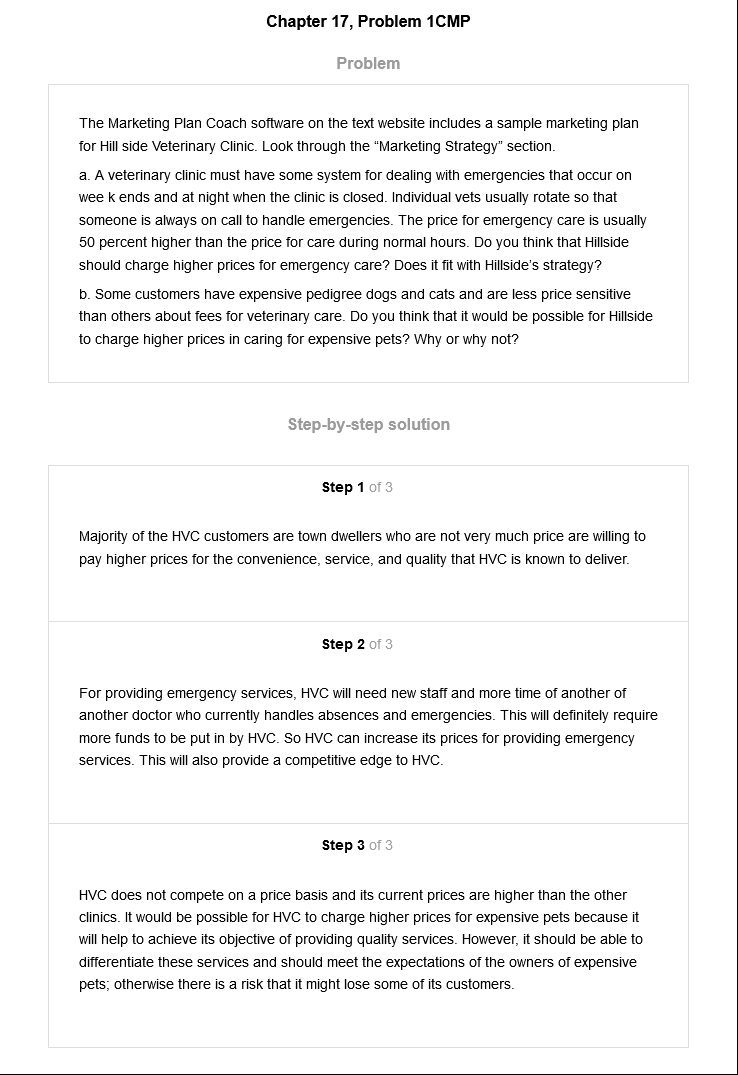 Chapter 17, Problem 1CMP
Problem
The Marketing Plan Coach software on the text website includes a sample marketing plan
for Hill side Veterinary Clinic. Look through the “Marketing Strategy” section.
a. A veterinary clinic must have some system for dealing with emergencies that occur on
wee k ends and at night when the clinic is closed. Individual vets usually rotate so that
someone is always on call to handle emergencies. The price for emergency care is usually
50 percent higher than the price for care during normal hours. Do you think that Hillside
should charge higher prices for emergency care? Does it fit with Hillside’s strategy?
b. Some customers have expensive pedigree dogs and cats and are less price sensitive
than others about fees for veterinary care. Do you think that it would be possible for Hillside
to charge higher prices in caring for expensive pets? Why or why not?
Step-by-step solution
Step 1 of 3
Majority of the HVC customers are town dwellers who are not very much price are willing to
pay higher prices for the convenience, service, and quality that HVC is known to deliver.
Step 2 of 3
For providing emergency services, HVC will need new staff and more time of another of
another doctor who currently handles absences and emergencies. This will definitely require
more funds to be put in by HVC. So HVC can increase its prices for providing emergency
services. This will also provide a competitive edge to HVC.
Step 3 of 3
HVC does not compete on a price basis and its current prices are higher than the other
clinics. It would be possible for HVC to charge higher prices for expensive pets because it
will help to achieve its objective of providing quality services. However, it should be able to
differentiate these services and should meet the expectations of the owners of expensive
pets; otherwise there is a risk that it might lose some of its customers.